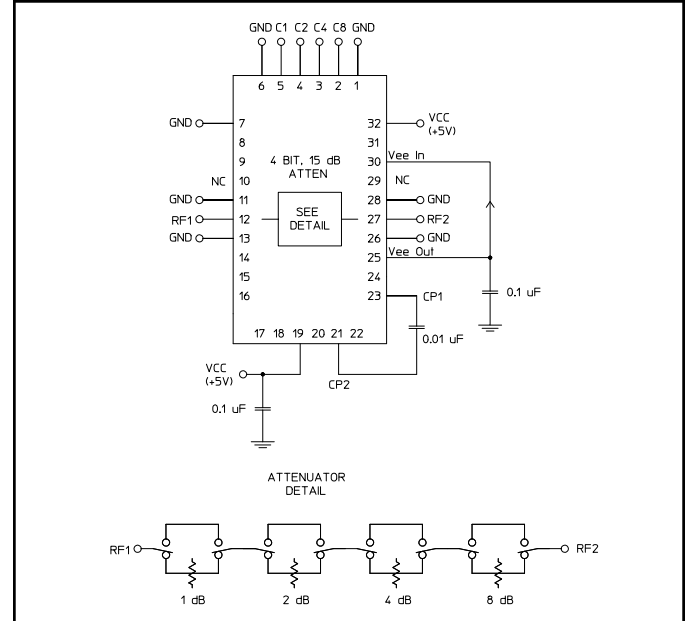 GND C1 C2 C4 C8 GND
6 5 4 3 2 1
GND 7 32 VCC
(+5V)
8 31
9 4 BIT, 15 dB 30 Vee In
ATTEN
NC 10 29 NC
GND 11 28 GND
SEE
RF1 12 27 RF2
DETAIL
GND 13 26 GND
14 25 Vee Out
15 24
16 23 CP1
0.1 uF
17 18 19 20 21 22
0.01 uF
VCC
(+5V)
CP2
0.1 uF
ATTENUATOR
DETAIL
RF1 RF2
1 dB 2 dB 4 dB 8 dB